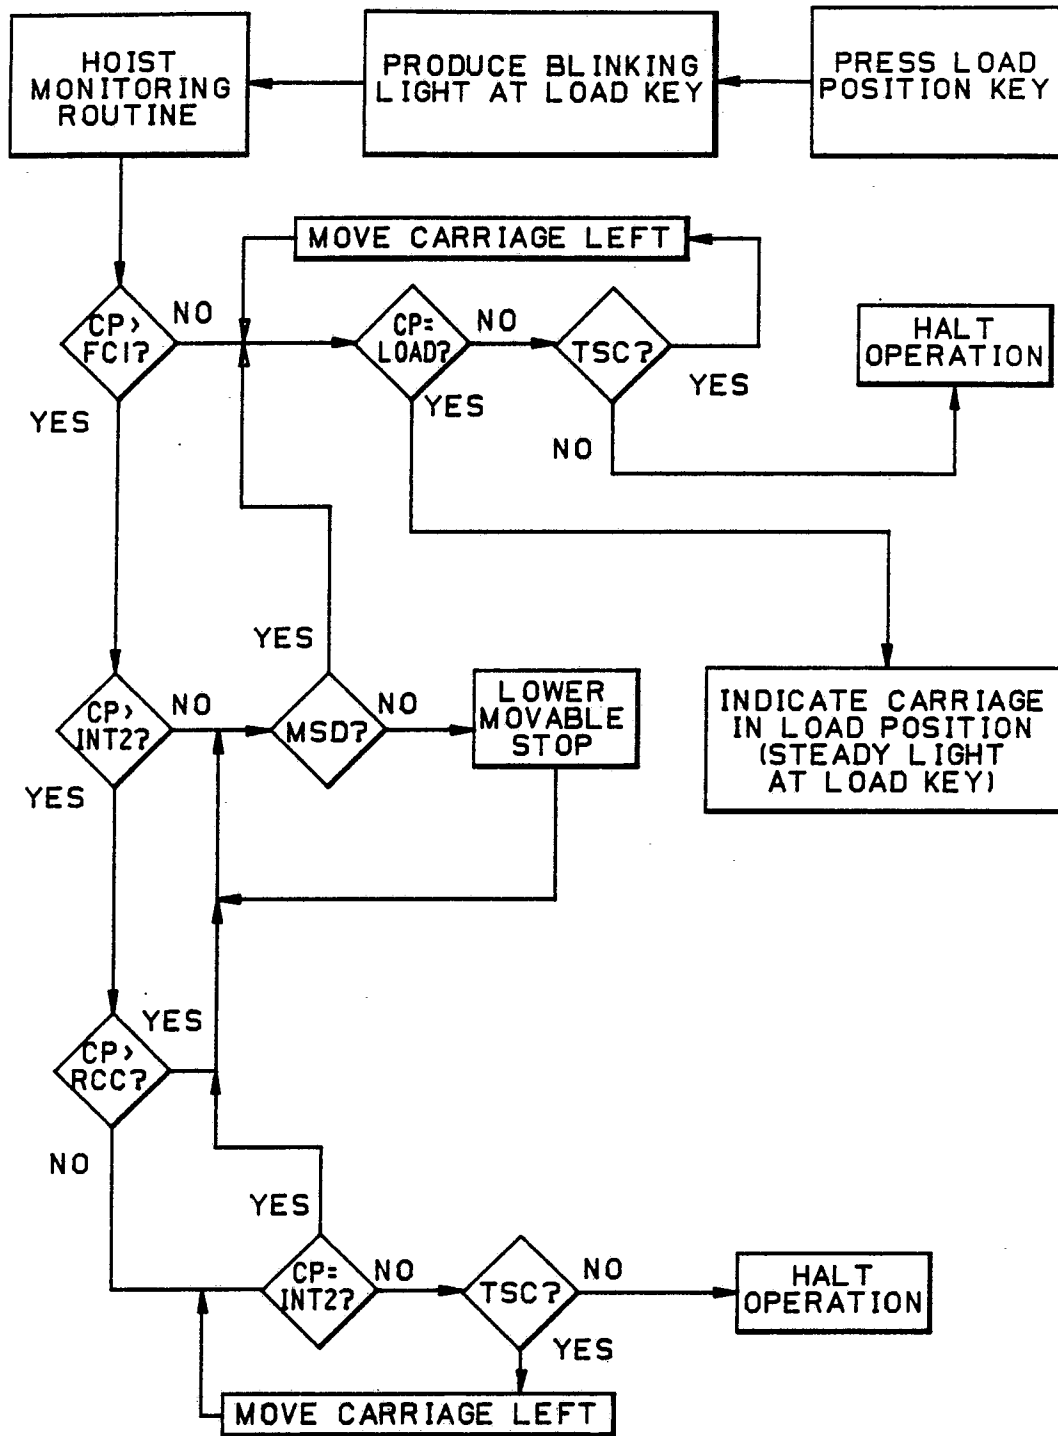 HOIST
MONITORING
ROUTINE
PRODUCE BLINKING
LIGHT AT LOAD KEY
PRESS LOAD
POSITION KEY
MOVE CARRIAGE LEFT
CP>
FC1?
NO
YES
CP=
LOAD?
NO
YES
TSC?
YES
NO
HALT
OPERATION
CP>
INT2?
NO
YES
MSD?
YES
NO
LOWER
MOVABLE
STOP
INDICATE CARRIAGE
IN LOAD POSITION
(STEADY LIGHT
AT LOAD KEY)
CP>
RCC?
YES
NO
CP=
INT2?
YES
NO
TSC?
NO
YES
HALT
OPERATION
MOVE CARRIAGE LEFT